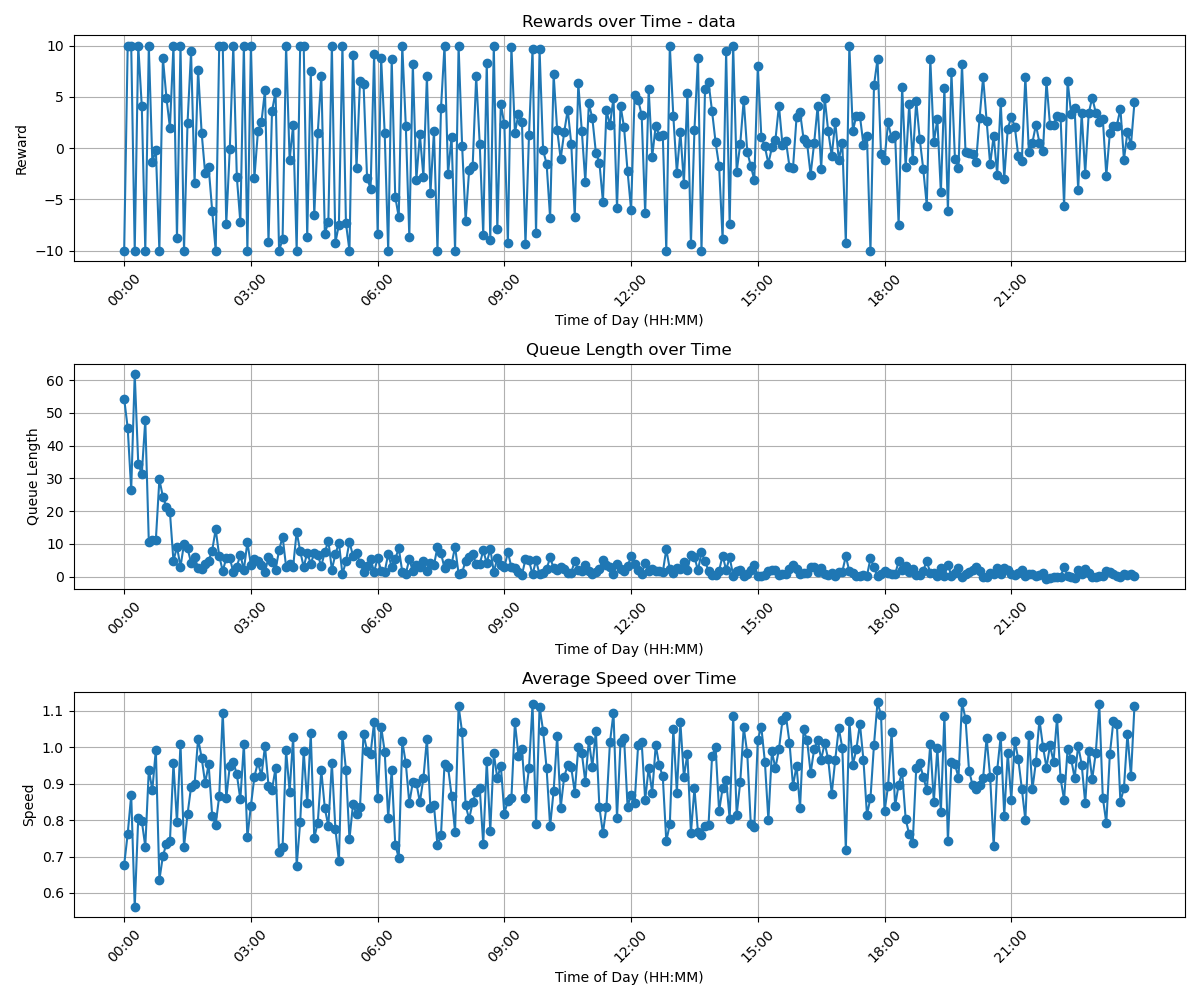 Rewards over Time - data
10
5
0
−5
−10
Reward
00:00 03:00 06:00 09:00 12:00 15:00 18:00 21:00
Time of Day (HH:MM)
Queue Length over Time
60
50
40
30
20
10
0
Queue Length
00:00 03:00 06:00 09:00 12:00 15:00 18:00 21:00
Time of Day (HH:MM)
Average Speed over Time
1.1
1.0
0.9
0.8
0.7
0.6
Speed
00:00 03:00 06:00 09:00 12:00 15:00 18:00 21:00
Time of Day (HH:MM)